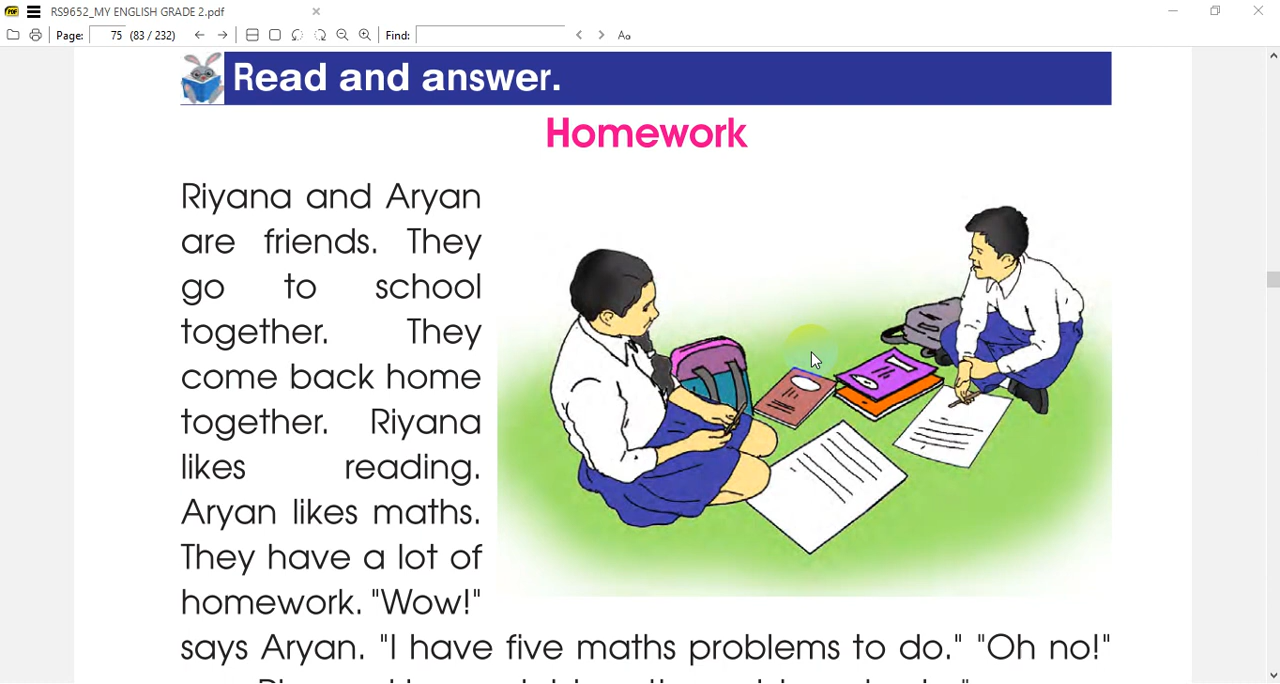 RS9652_MY ENGLISH GRADE 2.pdf
Page: 75 (83 / 232) Find: Aa
Read and answer.
Homework
Riyana and Aryan
are friends. They
go to school
together. They
come back home
together. Riyana
likes reading.
Aryan likes maths.
They have a lot of
homework. "Wow!"
says Aryan. "I have five maths problems to do." "Oh no!"